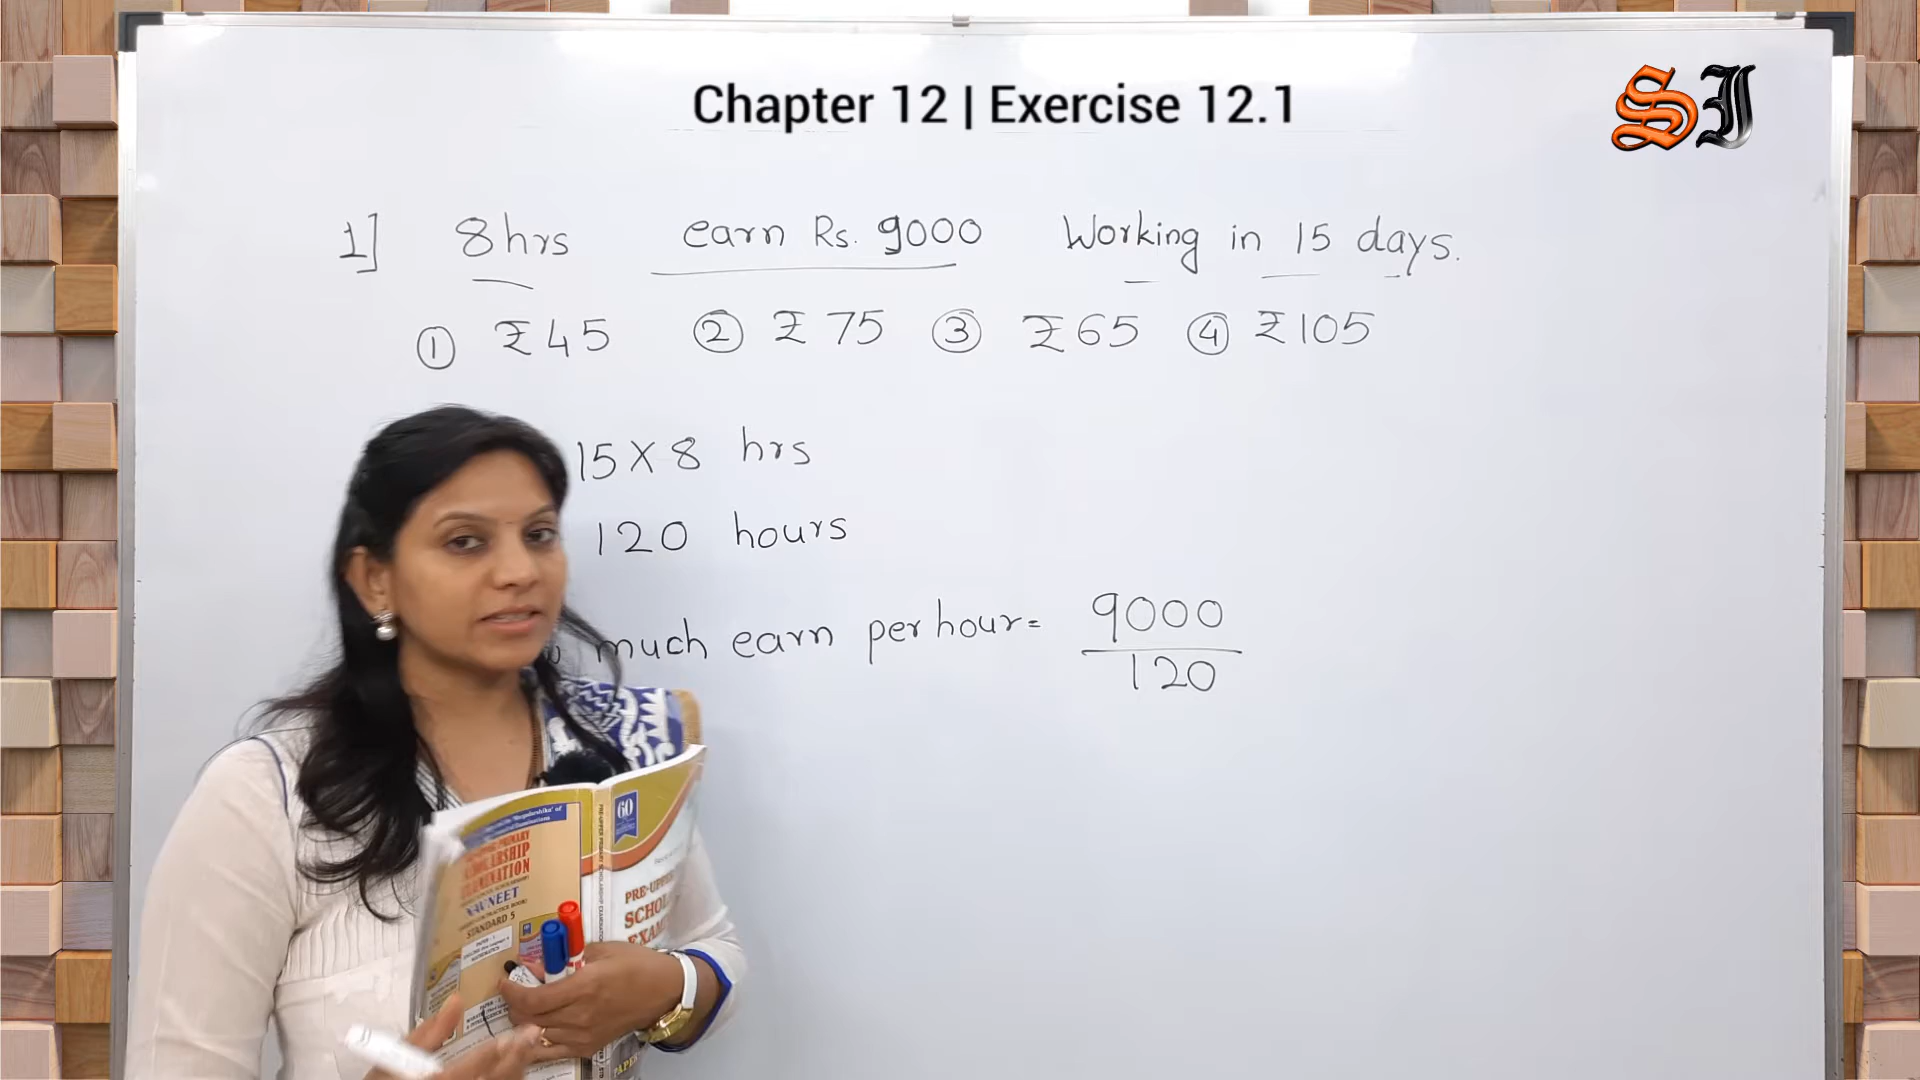 Chapter 12 | Exercise 12.1
SJ
1] 8hrs earn Rs. 9000 Working in 15 days.
① ₹45 ② ₹75 ③ ₹65 ④ ₹105
15 X 8 hrs
120 hours
much earn per hour = 9000
120
60
EXAMINATION
NAVNEET
STANDARD 5
PRE-UPPE
SCHOL
EXAM